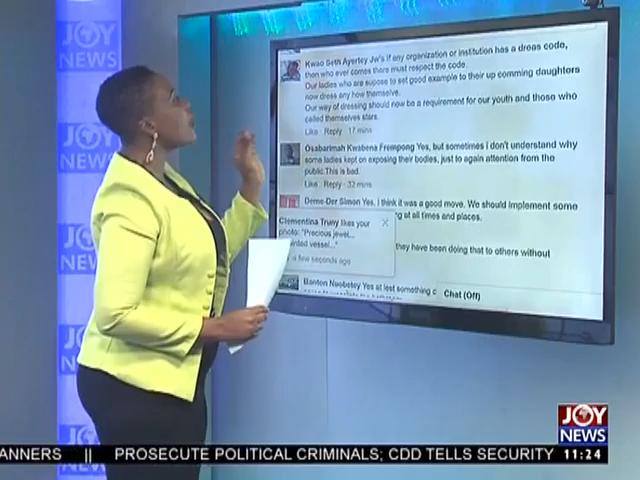 JOY
NEWS
JOY
NEWS
JOY
NEWS
Kwao Seth Ayertey Jw's if any organization or institution has a dreas code,
then who ever comes there must respect the code.
Our ladies who are supose to set good example to their up comming daughters
now dress any how themselve.
Our way of dressing should now be a requirement for our youth and those who
called themselves stars.
Like · Reply · 17 mins
Osabarimah Kwabena Frempong Yes, but sometimes i don't understand why
some ladies kept on exposing their bodies, just to again attention from the
public.This is bad.
Like · Reply · 32 mins
Deme-Der Simon Yes, i think it was a good move. We should implement some
Clementina Truny likes your
photo: "Precious jewel...
vessel..."
a few seconds ago
g at all times and places.
they have been doing that to others without
Banton Nuobetey Yes at lest something c
Chat (Off)
JOY
NEWS
11:24
ANNERS || PROSECUTE POLITICAL CRIMINALS; CDD TELLS SECURITY